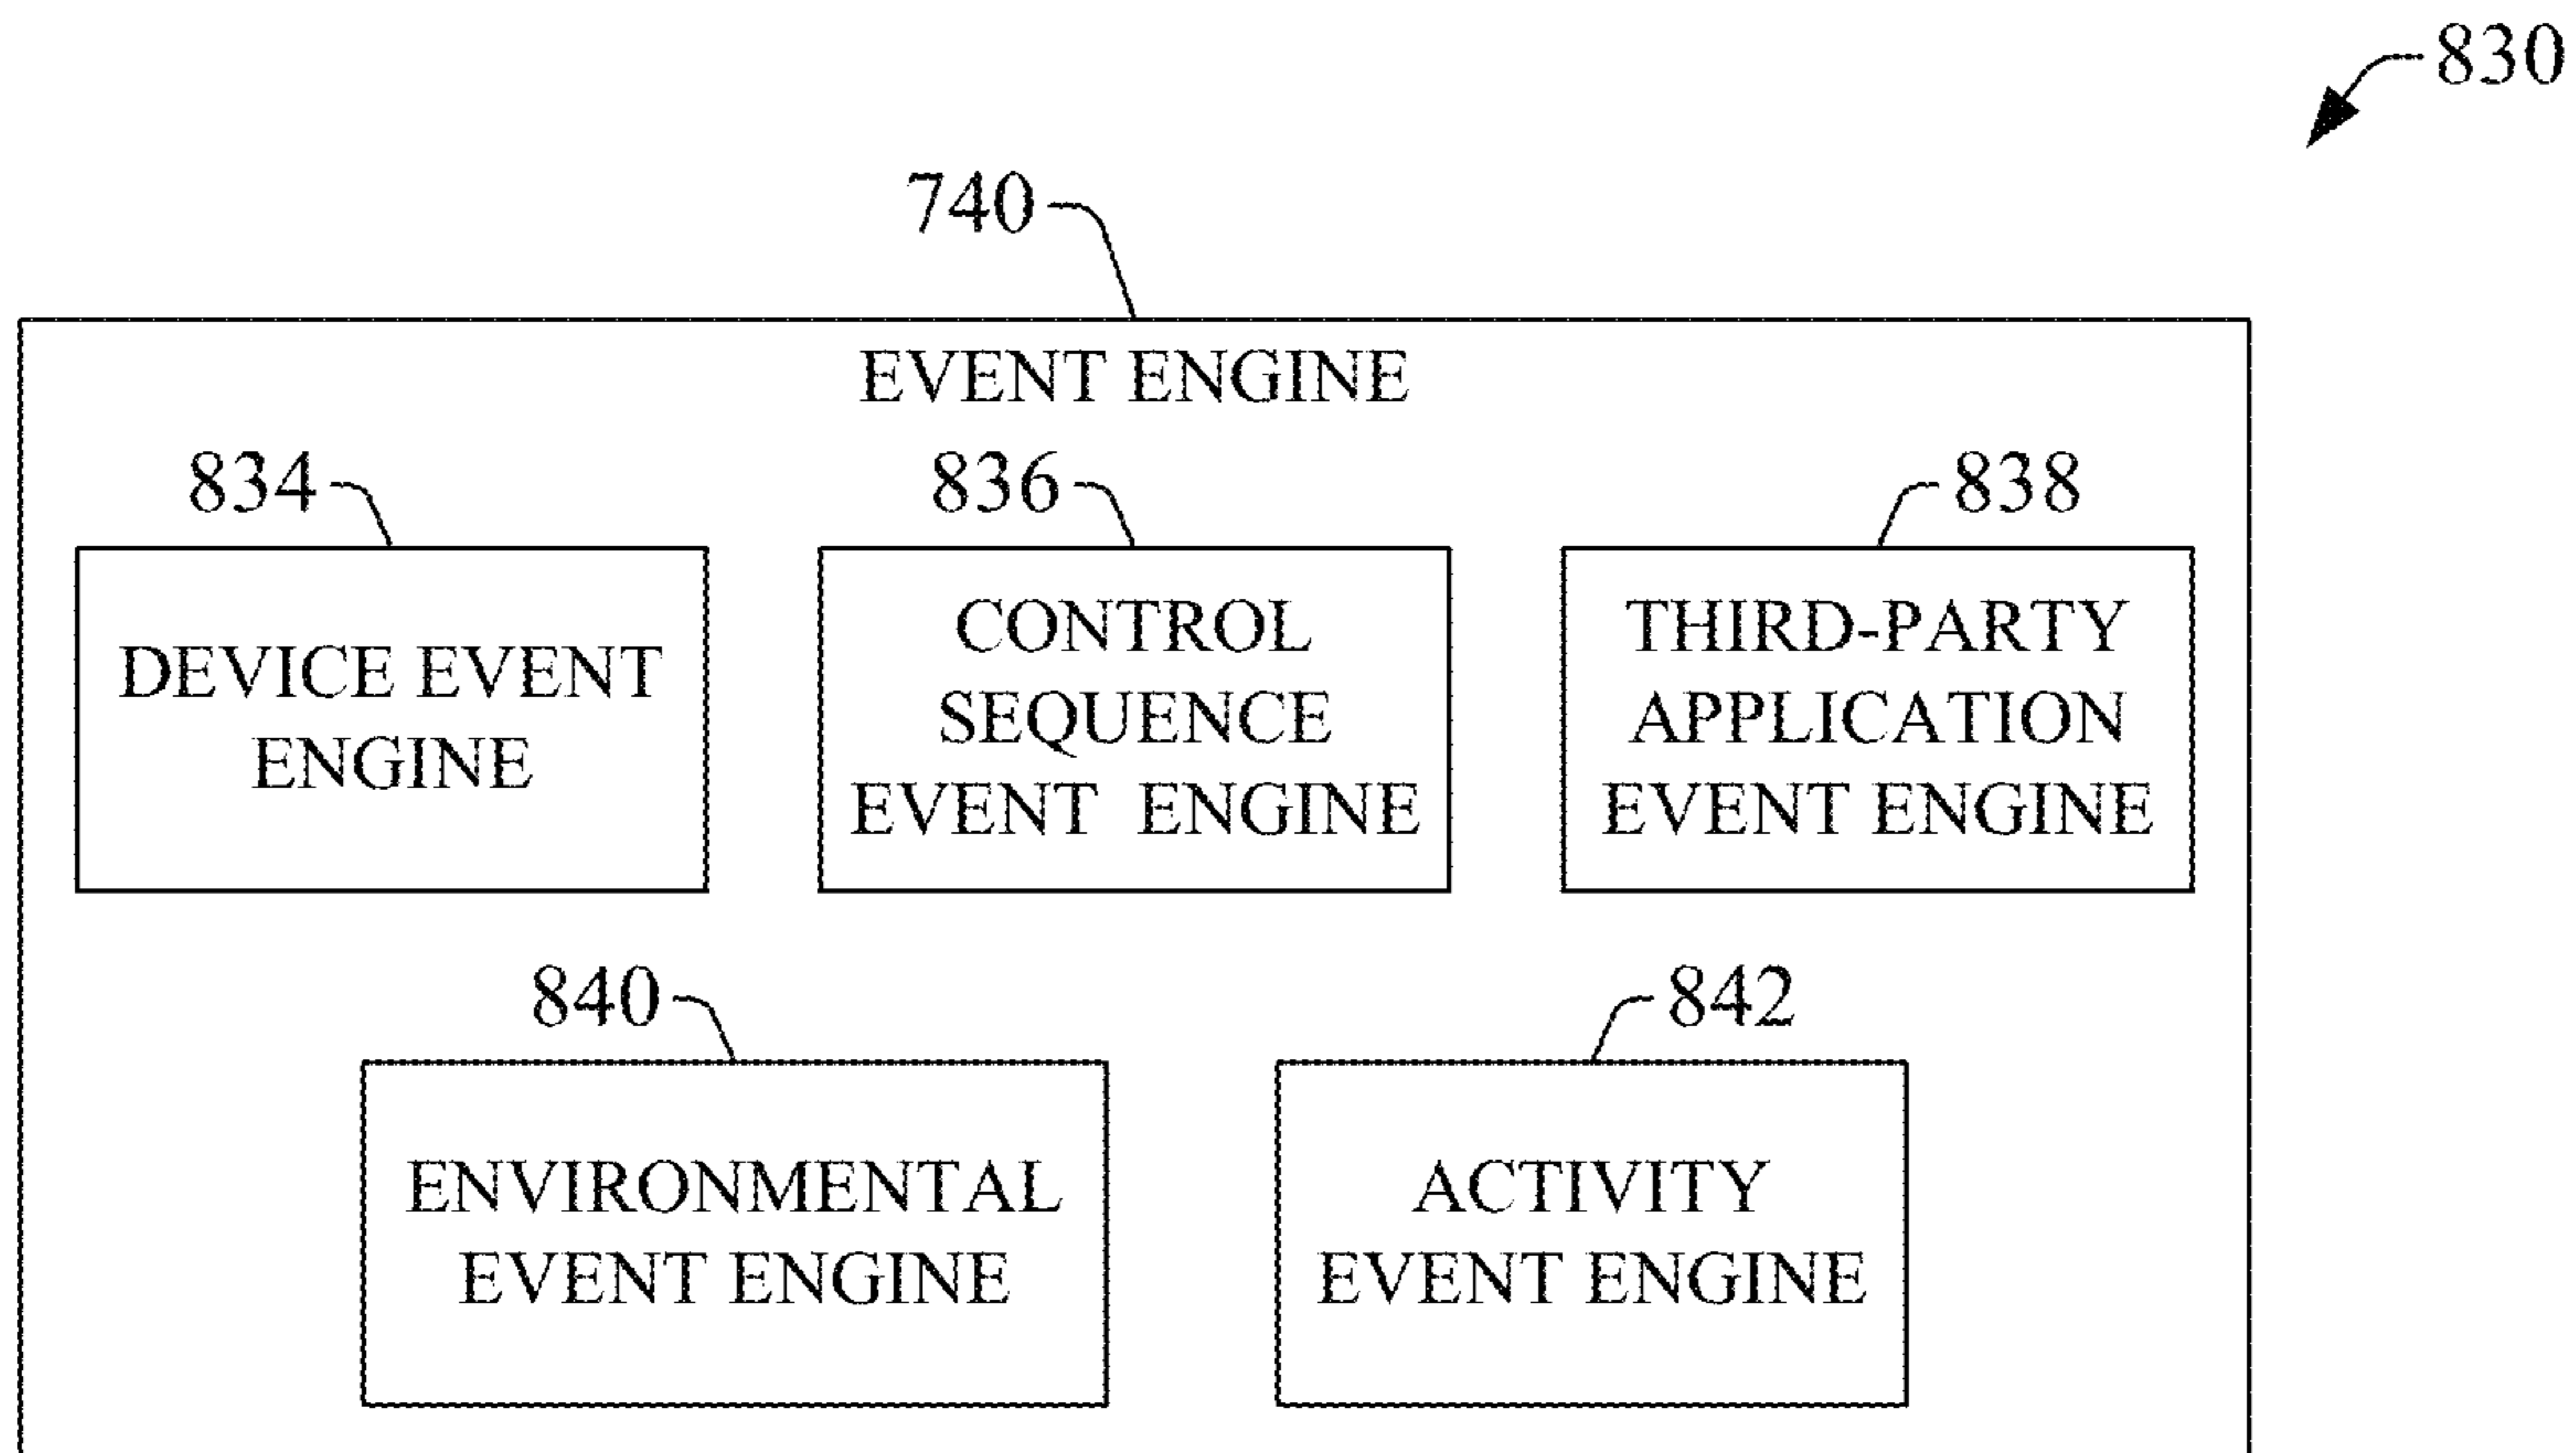 830
740
EVENT ENGINE
834
836
838
DEVICE EVENT
ENGINE
CONTROL
SEQUENCE
EVENT ENGINE
THIRD-PARTY
APPLICATION
EVENT ENGINE
840
842
ENVIRONMENTAL
EVENT ENGINE
ACTIVITY
EVENT ENGINE